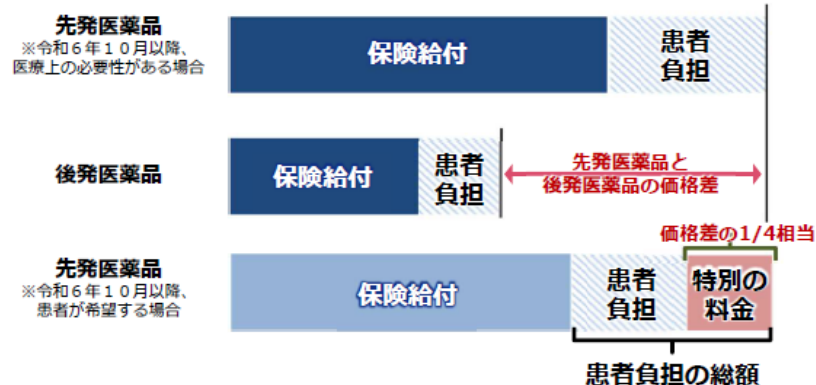 先発医薬品
※令和6年10月以降、
医療上の必要性がある場合
保険給付
患者
負担
後発医薬品
保険給付
患者
負担
先発医薬品と
後発医薬品の価格差
価格差の1/4相当
先発医薬品
※令和6年10月以降、
患者が希望する場合
保険給付
患者
負担
特別の
料金
患者負担の総額